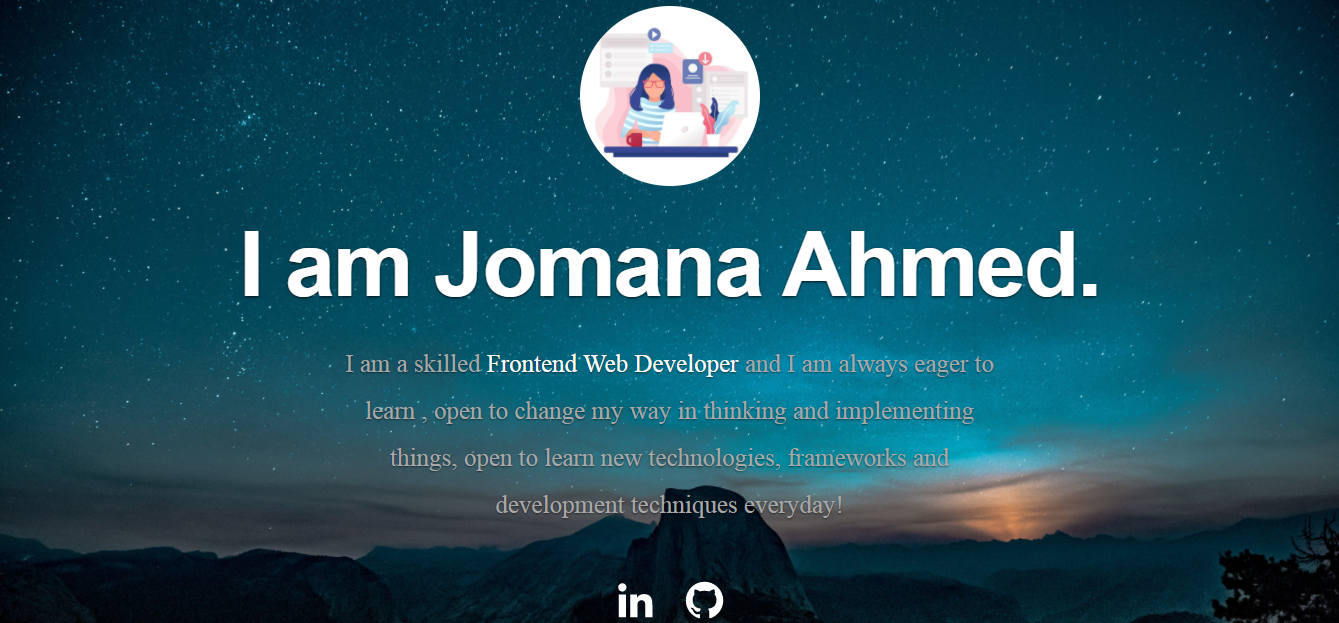 I am Jomana Ahmed.
I am a skilled Frontend Web Developer and I am always eager to
learn , open to change my way in thinking and implementing
things, open to learn new technologies, frameworks and
development techniques everyday!
in